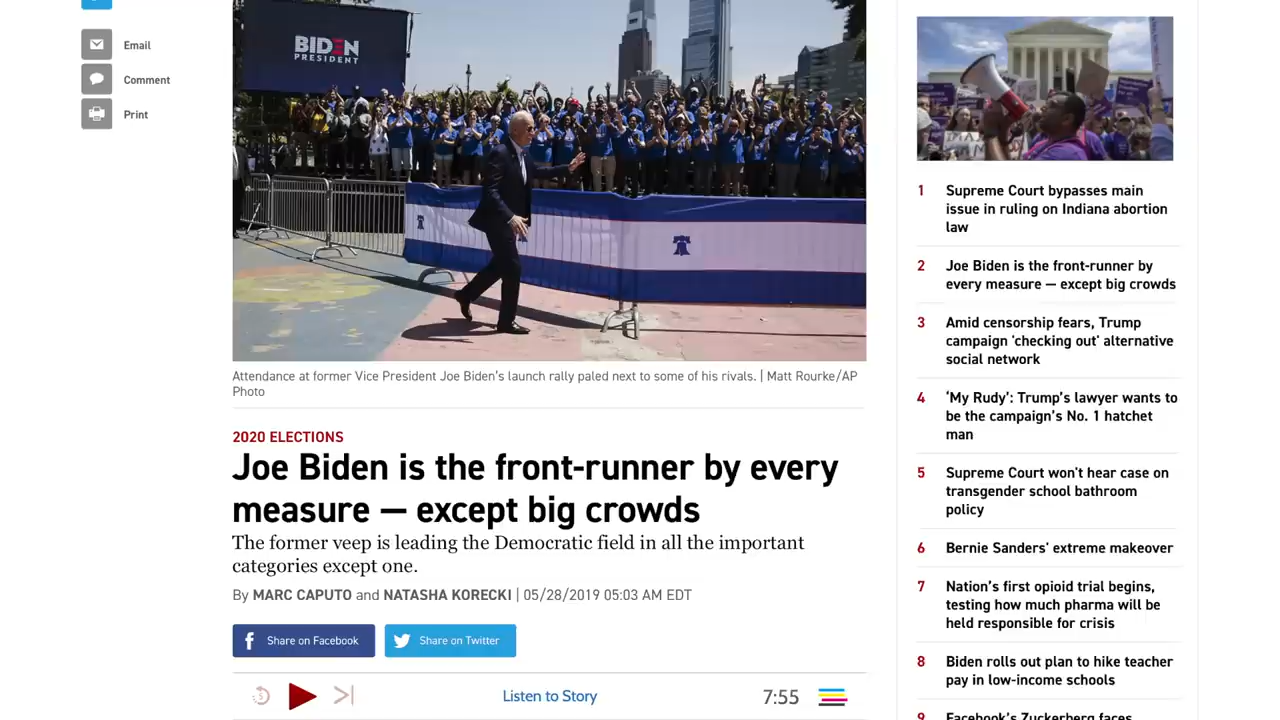 Email
Comment
Print
BIDEN
PRESIDENT
Attendance at former Vice President Joe Biden’s launch rally paled next to some of his rivals. | Matt Rourke/AP
Photo
2020 ELECTIONS
Joe Biden is the front-runner by every
measure — except big crowds
The former veep is leading the Democratic field in all the important
categories except one.
By MARC CAPUTO and NATASHA KORECKI | 05/28/2019 05:03 AM EDT
Share on Facebook
Share on Twitter
5
Listen to Story
7:55
1 Supreme Court bypasses main
issue in ruling on Indiana abortion
law
2 Joe Biden is the front-runner by
every measure — except big crowds
3 Amid censorship fears, Trump
campaign 'checking out' alternative
social network
4 ‘My Rudy’: Trump’s lawyer wants to
be the campaign’s No. 1 hatchet
man
5 Supreme Court won't hear case on
transgender school bathroom
policy
6 Bernie Sanders' extreme makeover
7 Nation’s first opioid trial begins,
testing how much pharma will be
held responsible for crisis
8 Biden rolls out plan to hike teacher
pay in low-income schools
9 Facebook’s Zuckerberg faces